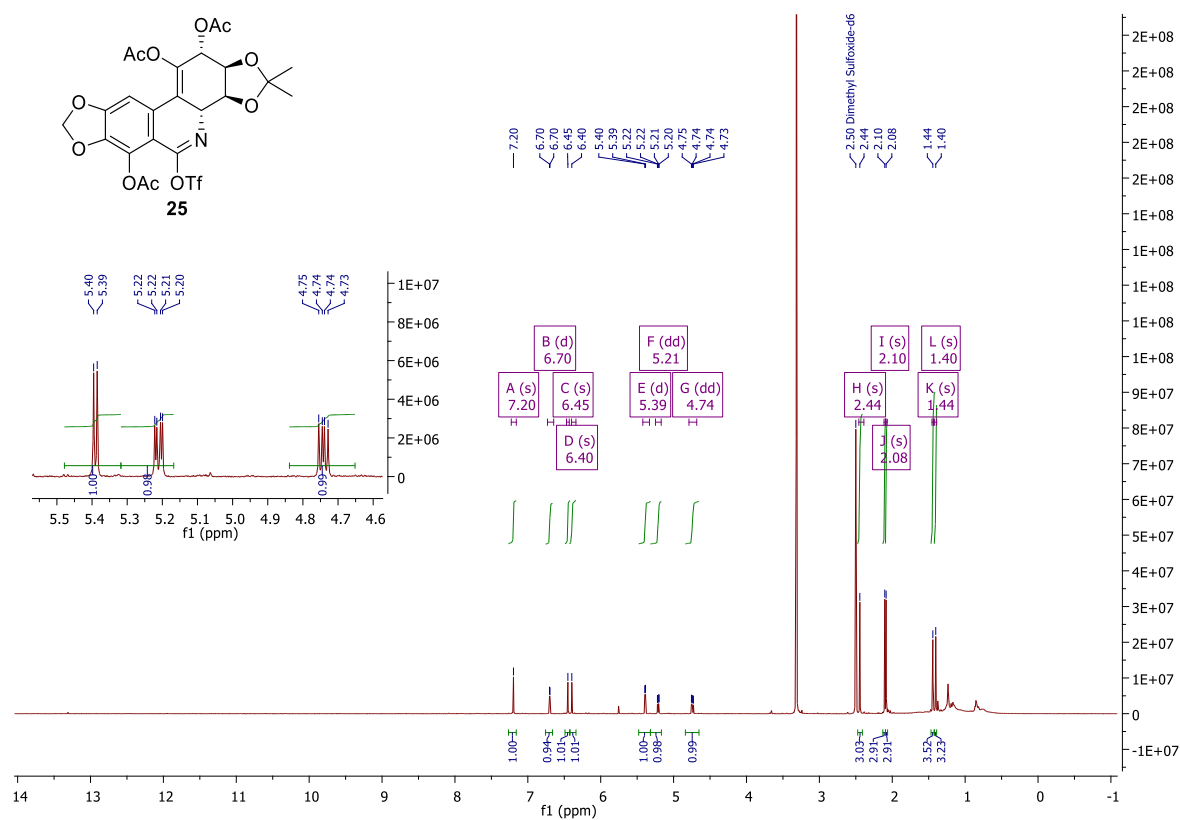 OAc
AcO
O
O
O
O
N
OAc
OTf
25
2.50 Dimethyl Sulfoxide-d6
7.20
6.70
6.70
6.45
6.40
5.40
5.39
5.22
5.22
5.21
5.20
4.75
4.74
4.74
4.73
2.44
2.10
2.08
1.44
1.40
5.40
5.39
5.22
5.22
5.21
5.20
4.75
4.74
4.74
4.73
1E+07
8E+06
6E+06
4E+06
2E+06
0
1.00
0.98
0.99
5.5 5.4 5.3 5.2 5.1 5.0 4.9 4.8 4.7 4.6
f1 (ppm)
B (d)
6.70
F (dd)
5.21
I (s)
2.10
L (s)
1.40
A (s)
7.20
C (s)
6.45
E (d)
5.39
G (dd)
4.74
H (s)
2.44
K (s)
1.44
D (s)
6.40
J (s)
2.08
2E+08
2E+08
2E+08
2E+08
2E+08
1E+08
1E+08
1E+08
1E+08
1E+08
9E+07
8E+07
7E+07
6E+07
5E+07
4E+07
3E+07
2E+07
1E+07
0
-1E+07
1.00
0.94
1.01
1.01
1.00
0.98
0.99
3.03
2.91
2.91
3.52
3.23
14 13 12 11 10 9 8 7 6 5 4 3 2 1 0 -1
f1 (ppm)